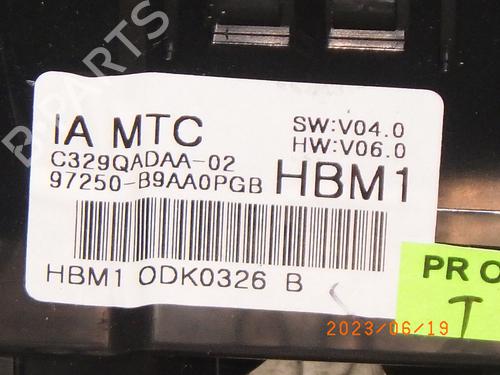 B-PARTS
IA MTC
SW:V04.0
HW:V06.0
C329QADAA-02
97250-B9AA0PGB
HBM1
HBM1 ODK0326 B
PR O
T
2023/06/19